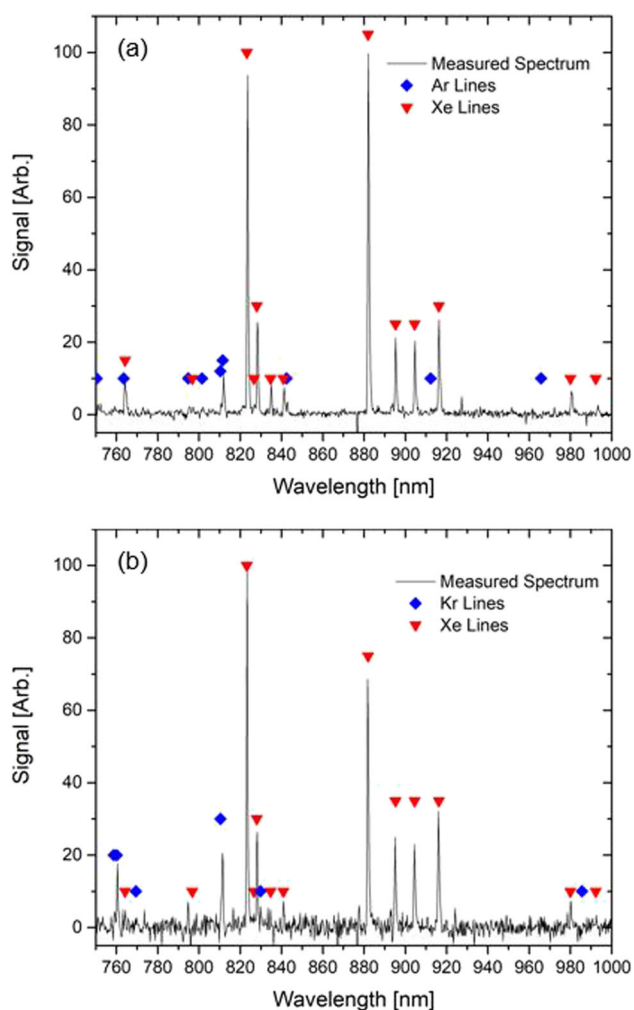 (a)
Measured Spectrum
Ar Lines
Xe Lines
Signal [Arb.]
100
80
60
40
20
0
760 780 800 820 840 860 880 900 920 940 960 980 1000
Wavelength [nm]
(b)
Measured Spectrum
Kr Lines
Xe Lines
Signal [Arb.]
100
80
60
40
20
0
760 780 800 820 840 860 880 900 920 940 960 980 1000
Wavelength [nm]